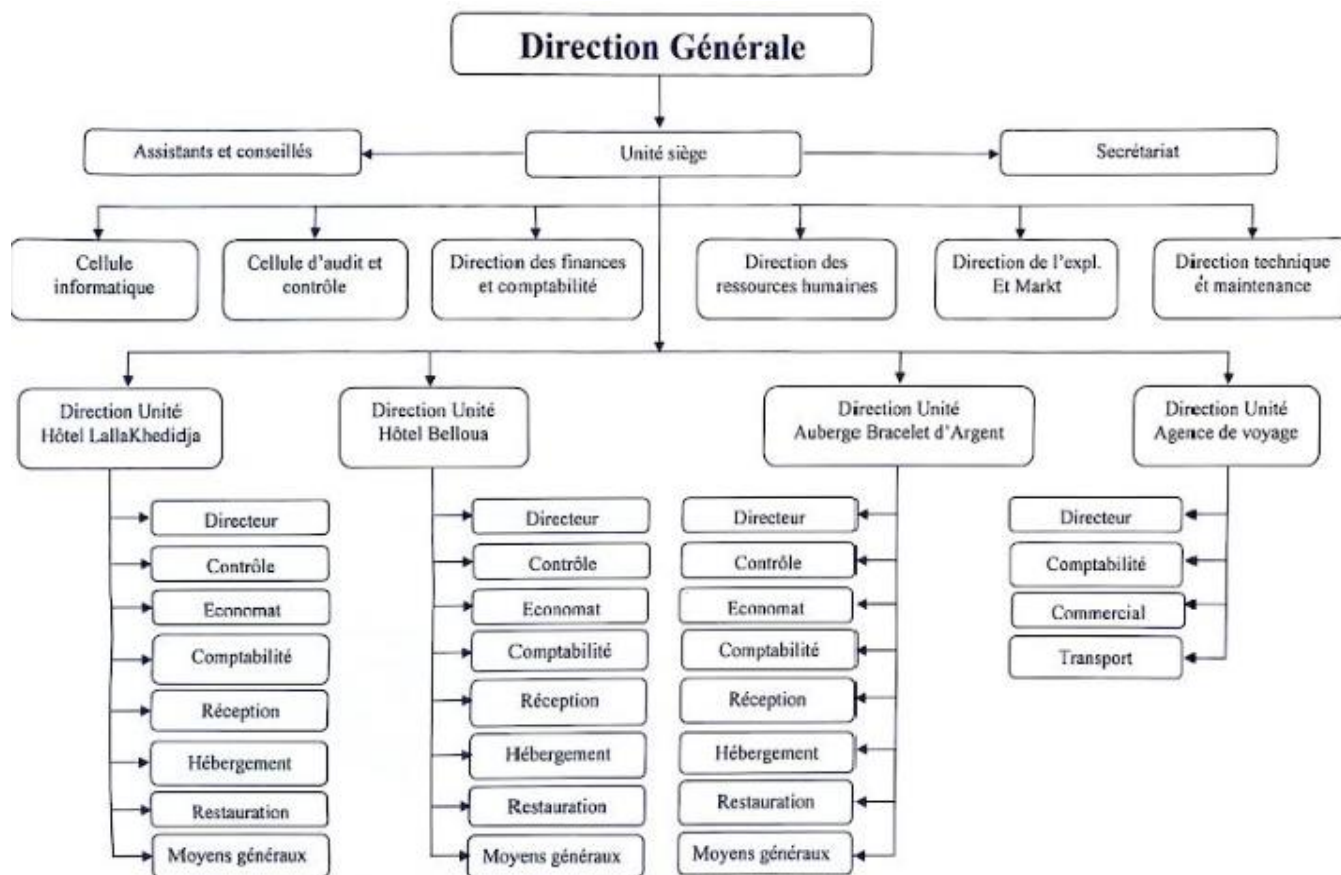 Direction Générale
Assistants et conseillés
Unité siège
Secrétariat
Cellule
informatique
Cellule d'audit et
contrôle
Direction des finances
et comptabilité
Direction des
ressources humaines
Direction de l'expl.
Et Markt
Direction technique
ét maintenance
Direction Unité
Hôtel LallaKhedidja
Direction Unité
Hôtel Belloua
Direction Unité
Auberge Bracelet d'Argent
Direction Unité
Agence de voyage
Directeur
Contrôle
Economat
Comptabilité
Réception
Hébergement
Restauration
Moyens généraux
Directeur
Contrôle
Economat
Comptabilité
Réception
Hébergement
Restauration
Moyens généraux
Directeur
Contrôle
Economat
Comptabilité
Réception
Hébergement
Restauration
Moyens généraux
Directeur
Comptabilité
Commercial
Transport